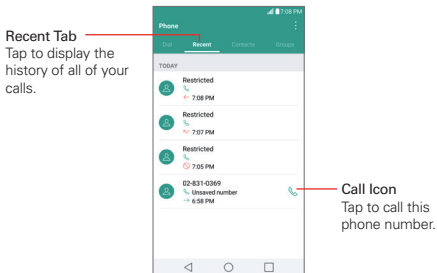 7:08 PM
Phone
Dial Recent Contacts Groups
TODAY
Restricted
7:08 PM
Restricted
7:07 PM
Restricted
7:05 PM
02-831-0369
Unsaved number
6:58 PM
Recent Tab
Tap to display the
history of all of your
calls.
Call Icon
Tap to call this
phone number.